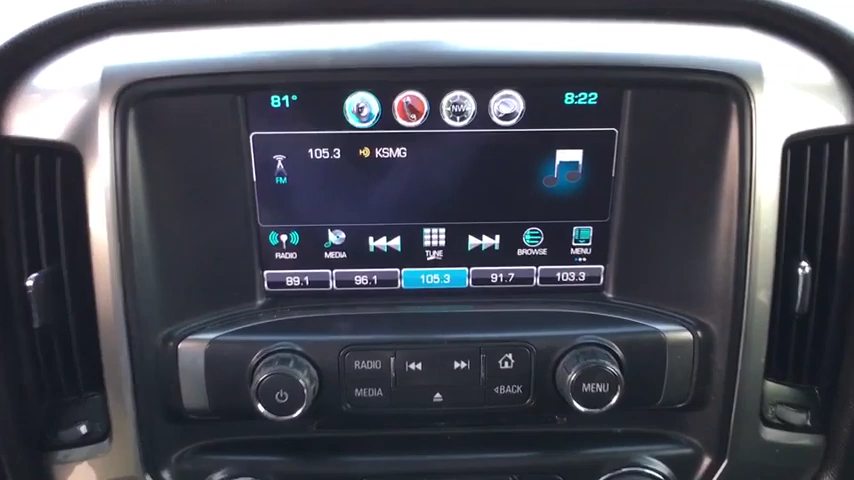 81° NW 8:22
105.3 KSMG
FM
RADIO MEDIA TUNE BROWSE MENU
89.1 96.1 105.3 91.7 103.3
RADIO
MEDIA BACK
MENU